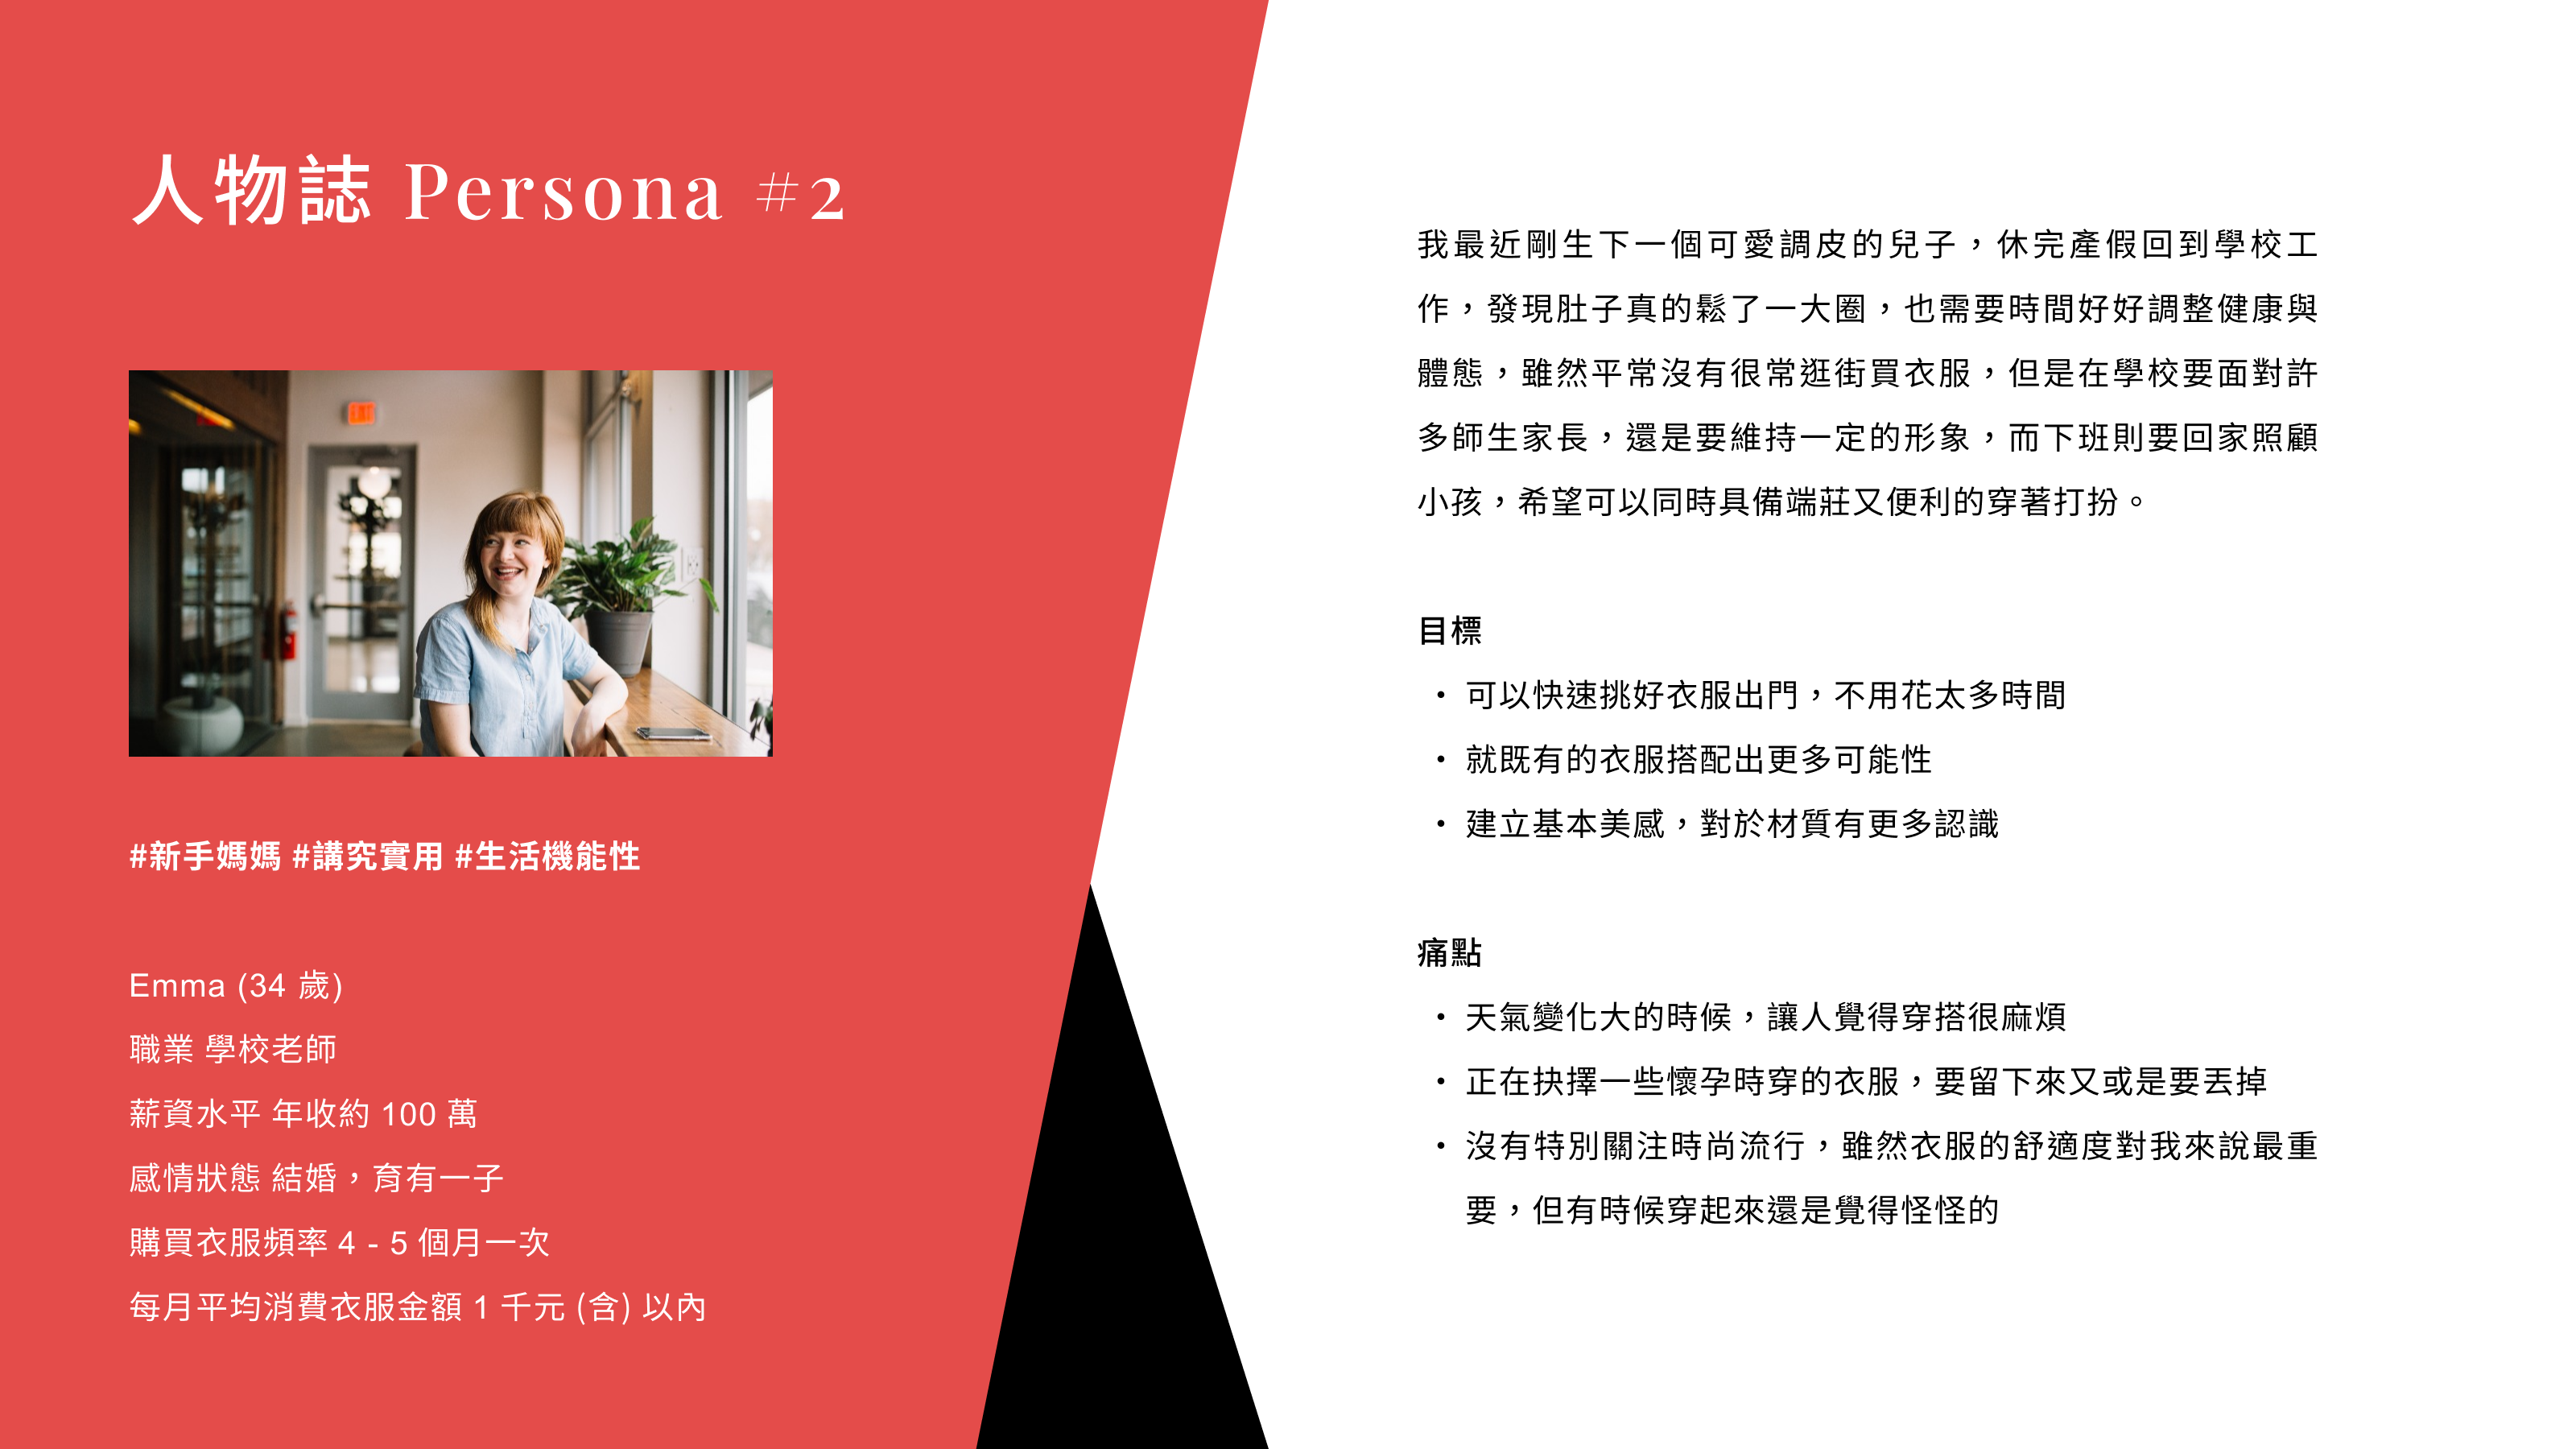 人物誌 Persona #2
#新手媽媽 #講究實用 #生活機能性
Emma (34 歲)
職業 學校老師
薪資水平 年收約 100 萬
感情狀態 結婚，育有一子
購買衣服頻率 4 - 5 個月一次
每月平均消費衣服金額 1 千元 (含) 以內
我最近剛生下一個可愛調皮的兒子，休完產假回到學校工
作，發現肚子真的鬆了一大圈，也需要時間好好調整健康與
體態，雖然平常沒有很常逛街買衣服，但是在學校要面對許
多師生家長，還是要維持一定的形象，而下班則要回家照顧
小孩，希望可以同時具備端莊又便利的穿著打扮。
目標
• 可以快速挑好衣服出門，不用花太多時間
• 就既有的衣服搭配出更多可能性
• 建立基本美感，對於材質有更多認識
痛點
• 天氣變化大的時候，讓人覺得穿搭很麻煩
• 正在抉擇一些懷孕時穿的衣服，要留下來又或是要丟掉
• 沒有特別關注時尚流行，雖然衣服的舒適度對我來說最重
要，但有時候穿起來還是覺得怪怪的